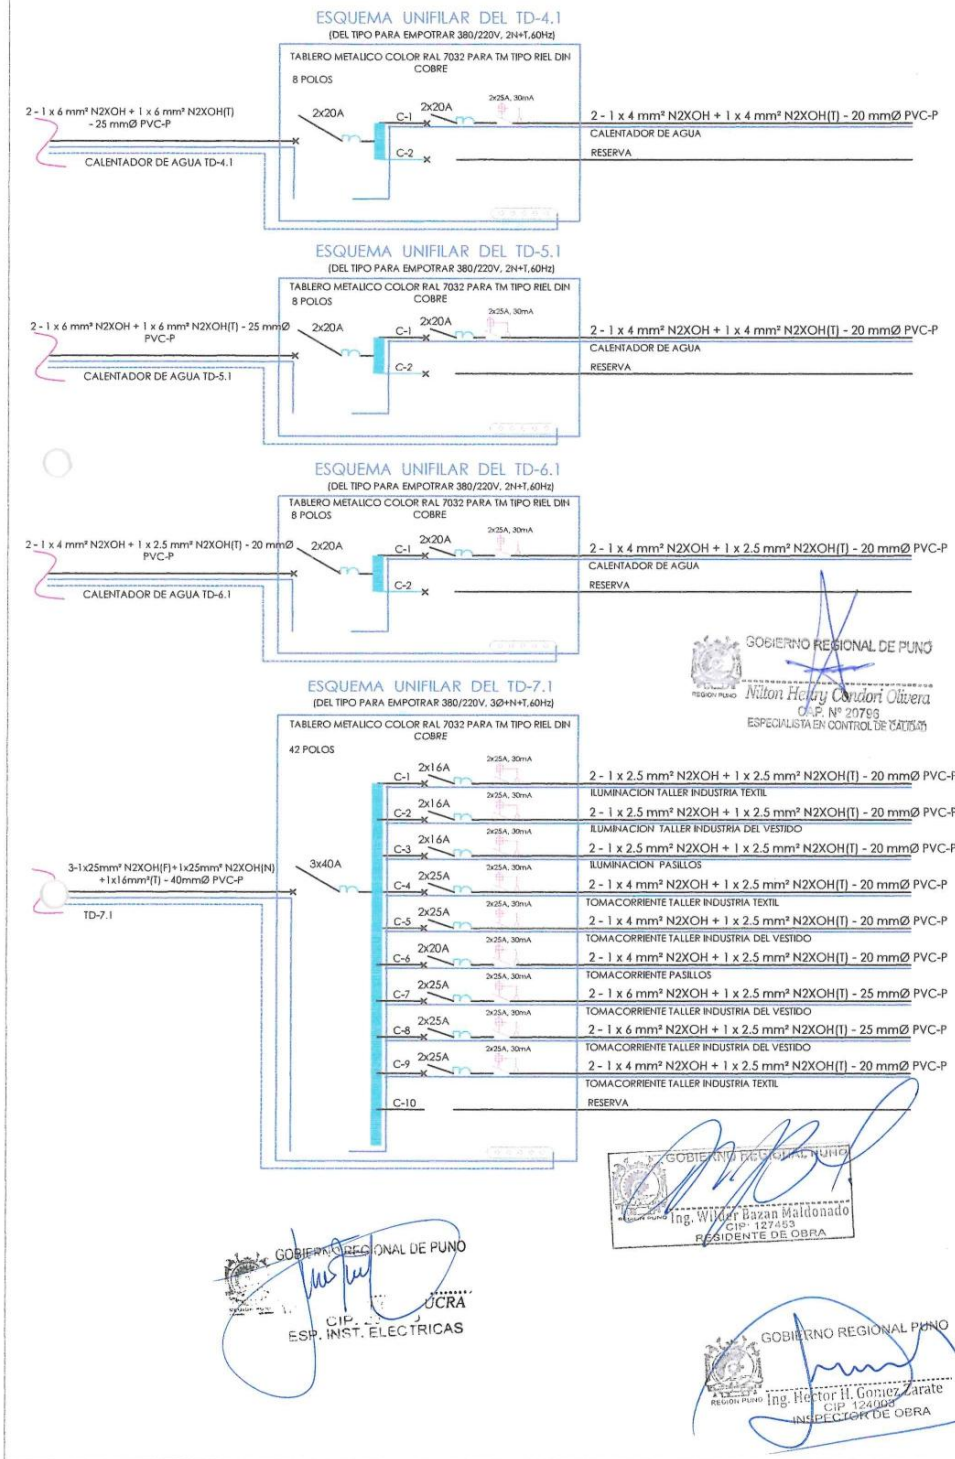 ESQUEMA UNIFILAR DEL TD-4.1
(DEL TIPO PARA EMPOTRAR 380/220V, 2N+T,60Hz)
TABLERO METALICO COLOR RAL 7032 PARA TM TIPO RIEL DIN
COBRE
8 POLOS
2 - 1 x 6 mm² N2XOH + 1 x 6 mm² N2XOH(T)
- 25 mmØ PVC-P
CALENTADOR DE AGUA TD-4.1
2x20A
C-1
2x20A
2x25A, 30mA
2 - 1 x 4 mm² N2XOH + 1 x 4 mm² N2XOH(T) - 20 mmØ PVC-P
CALENTADOR DE AGUA
C-2
RESERVA
ESQUEMA UNIFILAR DEL TD-5.1
(DEL TIPO PARA EMPOTRAR 380/220V, 2N+T,60Hz)
TABLERO METALICO COLOR RAL 7032 PARA TM TIPO RIEL DIN
COBRE
8 POLOS
2 - 1 x 6 mm² N2XOH + 1 x 6 mm² N2XOH(T) - 25 mmØ
PVC-P
CALENTADOR DE AGUA TD-5.1
2x20A
C-1
2x20A
2x25A, 30mA
2 - 1 x 4 mm² N2XOH + 1 x 4 mm² N2XOH(T) - 20 mmØ PVC-P
CALENTADOR DE AGUA
C-2
RESERVA
ESQUEMA UNIFILAR DEL TD-6.1
(DEL TIPO PARA EMPOTRAR 380/220V, 2N+T,60Hz)
TABLERO METALICO COLOR RAL 7032 PARA TM TIPO RIEL DIN
COBRE
8 POLOS
2 - 1 x 4 mm² N2XOH + 1 x 2.5 mm² N2XOH(T) - 20 mmØ
PVC-P
CALENTADOR DE AGUA TD-6.1
2x20A
C-1
2x20A
2x25A, 30mA
2 - 1 x 4 mm² N2XOH + 1 x 2.5 mm² N2XOH(T) - 20 mmØ PVC-P
CALENTADOR DE AGUA
C-2
RESERVA
GOBIERNO REGIONAL DE PUNO
REGION PUNO
Nilton Henry Condori Olivera
CAP. Nº 20796
ESPECIALISTA EN CONTROL DE CALIDAD
ESQUEMA UNIFILAR DEL TD-7.1
(DEL TIPO PARA EMPOTRAR 380/220V, 3Ø+N+T,60Hz)
TABLERO METALICO COLOR RAL 7032 PARA TM TIPO RIEL DIN
COBRE
42 POLOS
3-1x25mm² N2XOH(F)+1x25mm² N2XOH(N)
+1x16mm²(T) - 40mmØ PVC-P
TD-7.1
3x40A
C-1
2x16A
2x25A, 30mA
2 - 1 x 2.5 mm² N2XOH + 1 x 2.5 mm² N2XOH(T) - 20 mmØ PVC-P
ILUMINACION TALLER INDUSTRIA TEXTIL
C-2
2x16A
2x25A, 30mA
2 - 1 x 2.5 mm² N2XOH + 1 x 2.5 mm² N2XOH(T) - 20 mmØ PVC-P
ILUMINACION TALLER INDUSTRIA DEL VESTIDO
C-3
2x16A
2x25A, 30mA
2 - 1 x 2.5 mm² N2XOH + 1 x 2.5 mm² N2XOH(T) - 20 mmØ PVC-P
ILUMINACION PASILLOS
C-4
2x25A
2x25A, 30mA
2 - 1 x 4 mm² N2XOH + 1 x 2.5 mm² N2XOH(T) - 20 mmØ PVC-P
TOMACORRIENTE TALLER INDUSTRIA TEXTIL
C-5
2x25A
2x25A, 30mA
2 - 1 x 4 mm² N2XOH + 1 x 2.5 mm² N2XOH(T) - 20 mmØ PVC-P
TOMACORRIENTE TALLER INDUSTRIA DEL VESTIDO
C-6
2x20A
2x25A, 30mA
2 - 1 x 4 mm² N2XOH + 1 x 2.5 mm² N2XOH(T) - 20 mmØ PVC-P
TOMACORRIENTE PASILLOS
C-7
2x25A
2x25A, 30mA
2 - 1 x 6 mm² N2XOH + 1 x 2.5 mm² N2XOH(T) - 25 mmØ PVC-P
TOMACORRIENTE TALLER INDUSTRIA DEL VESTIDO
C-8
2x25A
2x25A, 30mA
2 - 1 x 6 mm² N2XOH + 1 x 2.5 mm² N2XOH(T) - 25 mmØ PVC-P
TOMACORRIENTE TALLER INDUSTRIA DEL VESTIDO
C-9
2x25A
2x25A, 30mA
2 - 1 x 4 mm² N2XOH + 1 x 2.5 mm² N2XOH(T) - 20 mmØ PVC-P
TOMACORRIENTE TALLER INDUSTRIA TEXTIL
C-10
RESERVA
GOBIERNO REGIONAL PUNO
REGION PUNO
Ing. Wilder Bazan Maldonado
CIP: 127453
RESIDENTE DE OBRA
GOBIERNO REGIONAL DE PUNO
REGION PUNO
UCRA
CIP.
ESP. INST. ELECTRICAS
GOBIERNO REGIONAL PUNO
REGION PUNO
Ing. Hector H. Gomez Zarate
CIP 124003
INSPECTOR DE OBRA